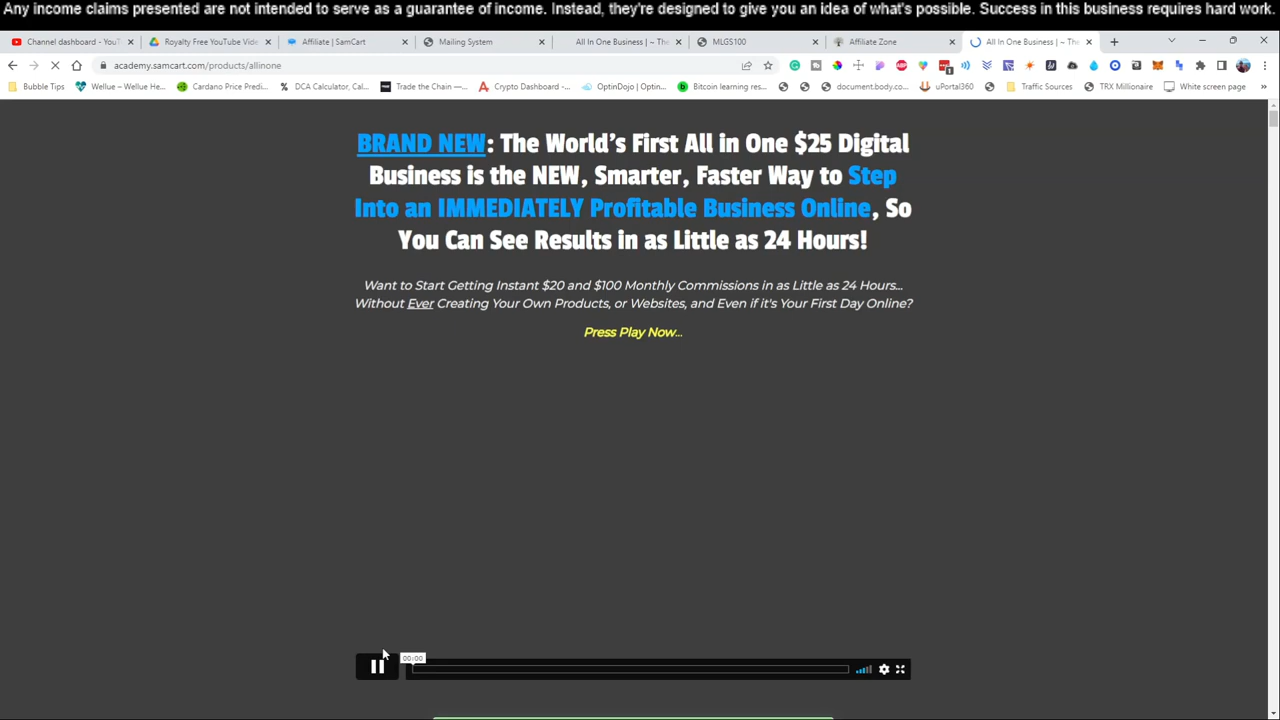 Any income claims presented are not intended to serve as a guarantee of income. Instead, they're designed to give you an idea of what's possible. Success in this business requires hard work.
Channel dashboard - YouT
Royalty Free YouTube Vide
Affiliate | SamCart
Mailing System
All In One Business | ~ The
MLGS100
Affiliate Zone
All In One Business | ~ The
academy.samcart.com/products/allinone
Bubble Tips
Wellue – Wellue He...
Cardano Price Predi...
DCA Calculator, Cal...
Trade the Chain —...
Crypto Dashboard -...
OptinDojo | Optin...
Bitcoin learning res...
document.body.co...
uPortal360
Traffic Sources
TRX Millionaire
White screen page
»
BRAND NEW: The World's First All in One $25 Digital
Business is the NEW, Smarter, Faster Way to Step
Into an IMMEDIATELY Profitable Business Online, So
You Can See Results in as Little as 24 Hours!
Want to Start Getting Instant $20 and $100 Monthly Commissions in as Little as 24 Hours...
Without Ever Creating Your Own Products, or Websites, and Even if it's Your First Day Online?
Press Play Now...
00:00